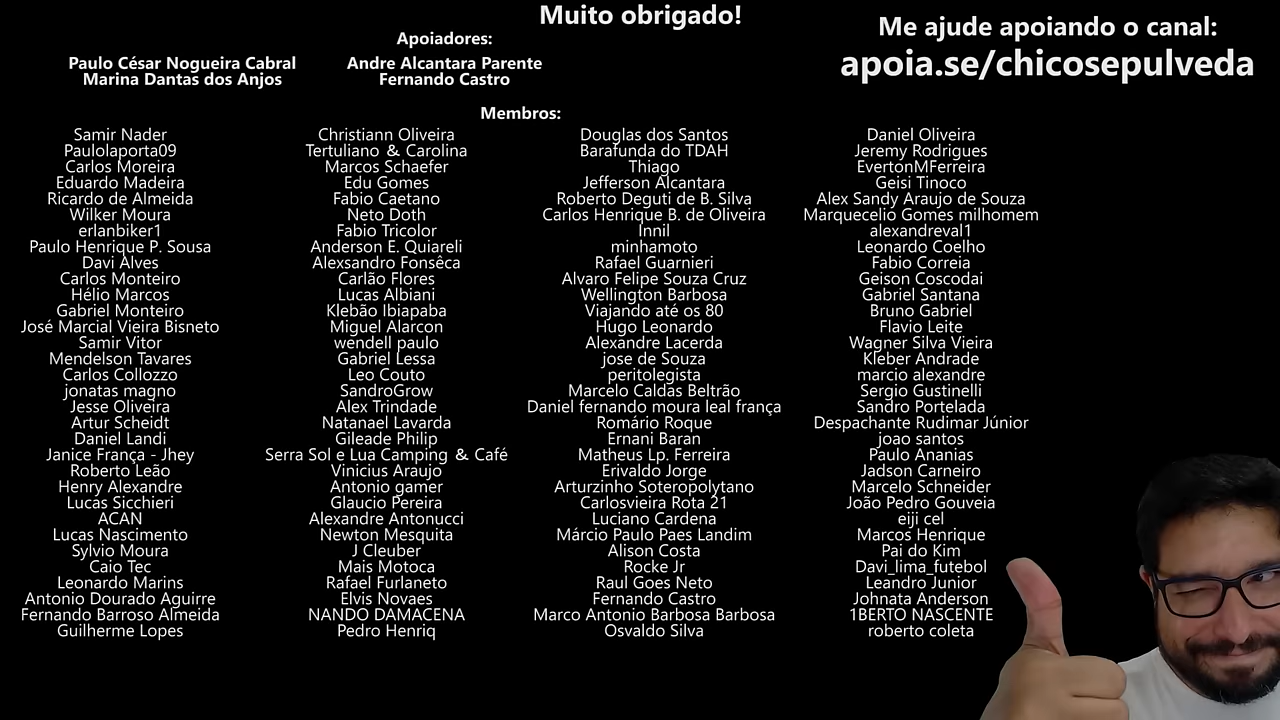 Muito obrigado!
Me ajude apoiando o canal:
apoia.se/chicosepulveda
Apoiadores:
Paulo César Nogueira Cabral
Marina Dantas dos Anjos
Andre Alcantara Parente
Fernando Castro
Membros:
Samir Nader
Paulolaporta09
Carlos Moreira
Eduardo Madeira
Ricardo de Almeida
Wilker Moura
erlanbiker1
Paulo Henrique P. Sousa
Davi Alves
Carlos Monteiro
Hélio Marcos
Gabriel Monteiro
José Marcial Vieira Bisneto
Samir Vitor
Mendelson Tavares
Carlos Collozzo
jonatas magno
Jesse Oliveira
Artur Scheidt
Daniel Landi
Janice França - Jhey
Roberto Leão
Henry Alexandre
Lucas Sicchieri
ACAN
Lucas Nascimento
Sylvio Moura
Caio Tec
Leonardo Marins
Antonio Dourado Aguirre
Fernando Barroso Almeida
Guilherme Lopes
Christiann Oliveira
Tertuliano & Carolina
Marcos Schaefer
Edu Gomes
Fabio Caetano
Neto Doth
Fabio Tricolor
Anderson E. Quiareli
Alexsandro Fonsêca
Carlão Flores
Lucas Albiani
Klebão Ibiapaba
Miguel Alarcon
wendell paulo
Gabriel Lessa
Leo Couto
SandroGrow
Alex Trindade
Natanael Lavarda
Gileade Philip
Serra Sol e Lua Camping & Café
Vinicius Araujo
Antonio gamer
Glaucio Pereira
Alexandre Antonucci
Newton Mesquita
J Cleuber
Mais Motoca
Rafael Furlaneto
Elvis Novaes
NANDO DAMACENA
Pedro Henriq
Douglas dos Santos
Barafunda do TDAH
Thiago
Jefferson Alcantara
Roberto Deguti de B. Silva
Carlos Henrique B. de Oliveira
Innil
minhamoto
Rafael Guarnieri
Alvaro Felipe Souza Cruz
Wellington Barbosa
Viajando até os 80
Hugo Leonardo
Alexandre Lacerda
jose de Souza
peritolegista
Marcelo Caldas Beltrão
Daniel fernando moura leal frança
Romário Roque
Ernani Baran
Matheus Lp. Ferreira
Erivaldo Jorge
Arturzinho Soteropolytano
Carlosvieira Rota 21
Luciano Cardena
Márcio Paulo Paes Landim
Alison Costa
Rocke Jr
Raul Goes Neto
Fernando Castro
Marco Antonio Barbosa Barbosa
Osvaldo Silva
Daniel Oliveira
Jeremy Rodrigues
EvertonMFerreira
Geisi Tinoco
Alex Sandy Araujo de Souza
Marquecelio Gomes milhomem
alexandreval1
Leonardo Coelho
Fabio Correia
Geison Coscodai
Gabriel Santana
Bruno Gabriel
Flavio Leite
Wagner Silva Vieira
Kleber Andrade
marcio alexandre
Sergio Gustinelli
Sandro Portelada
Despachante Rudimar Júnior
joao santos
Paulo Ananias
Jadson Carneiro
Marcelo Schneider
João Pedro Gouveia
eiji cel
Marcos Henrique
Pai do Kim
Davi_lima_futebol
Leandro Junior
Johnata Anderson
1BERTO NASCENTE
roberto coleta